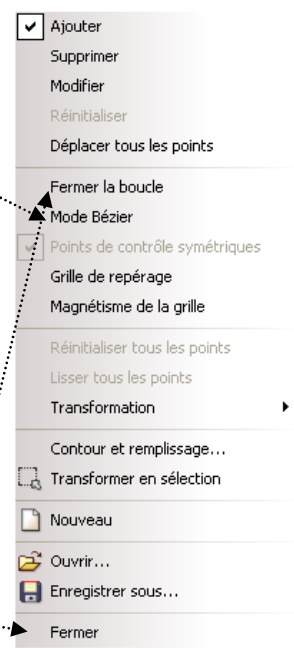 Ajouter
Supprimer
Modifier
Réinitialiser
Déplacer tous les points
Fermer la boucle
Mode Bézier
Points de contrôle symétriques
Grille de repérage
Magnétisme de la grille
Réinitialiser tous les points
Lisser tous les points
Transformation
Contour et remplissage...
Transformer en sélection
Nouveau
Ouvrir...
Enregistrer sous...
Fermer